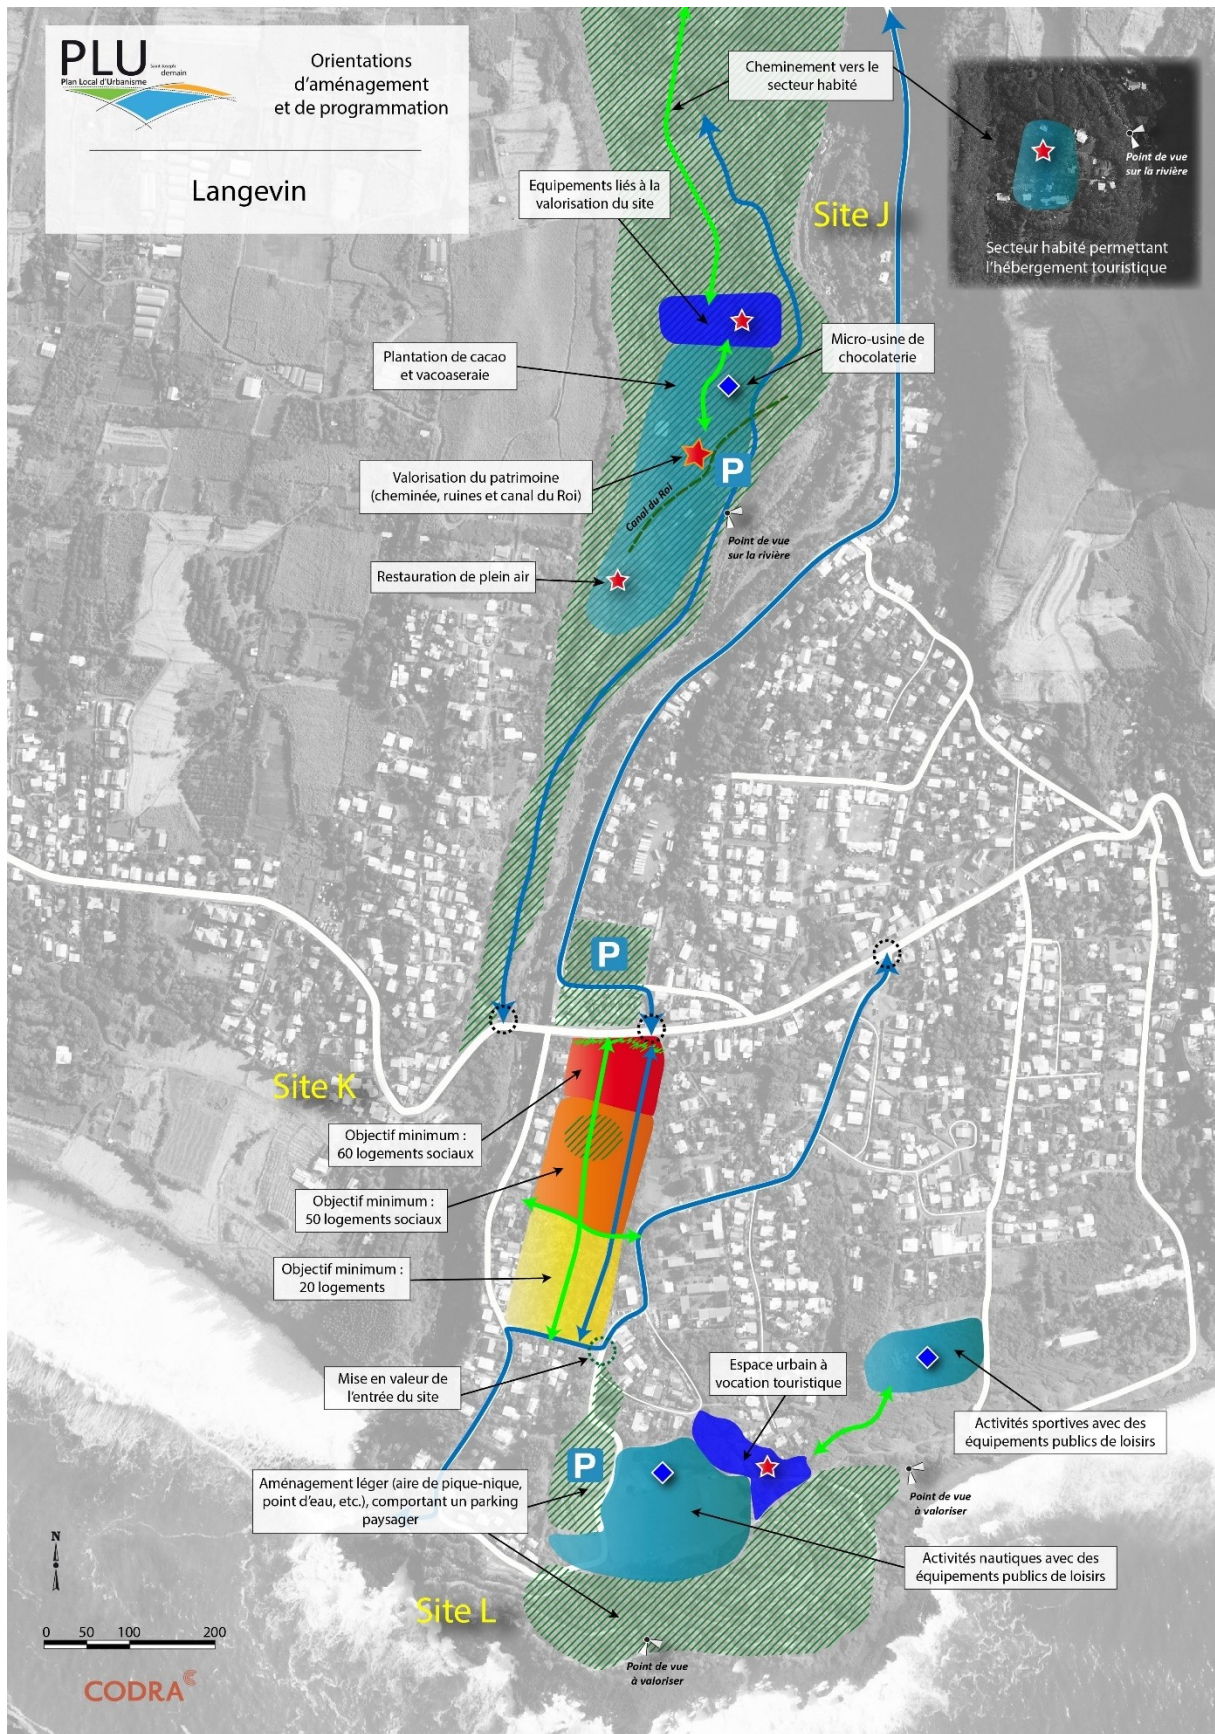 PLU
Saint Joseph
demain
Plan Local d'Urbanisme
Orientations
d'aménagement
et de programmation
Langevin
Cheminement vers le
secteur habité
Point de vue
sur la rivière
Secteur habité permettant
l'hébergement touristique
Equipements liés à la
valorisation du site
Site J
Plantation de cacao
et vacoaseraie
Micro-usine de
chocolaterie
Valorisation du patrimoine
(cheminée, ruines et canal du Roi)
P
Canal du Roi
Point de vue
sur la rivière
Restauration de plein air
P
Site K
Objectif minimum :
60 logements sociaux
Objectif minimum :
50 logements sociaux
Objectif minimum :
20 logements
Mise en valeur de
l'entrée du site
Espace urbain à
vocation touristique
Activités sportives avec des
équipements publics de loisirs
P
Aménagement léger (aire de pique-nique,
point d'eau, etc.), comportant un parking
paysager
Point de vue
à valoriser
Activités nautiques avec des
équipements publics de loisirs
N
Site L
0 50 100 200
Point de vue
à valoriser
CODRA